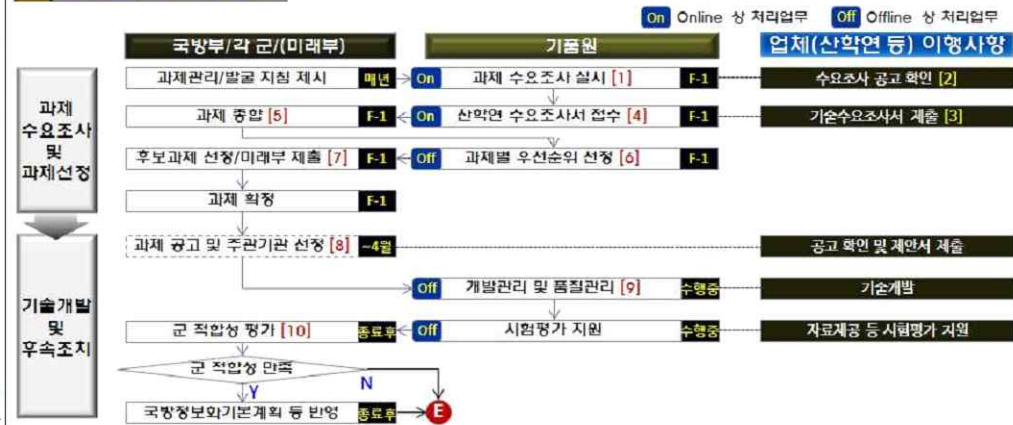 On Online 상 처리업무 Off Offline 상 처리업무
국방부/각 군/(미래부) 기품원 업체(산학연 등) 이행사항
과제
수요조사
및
과제선정
과제관리/발굴 지침 제시 매년 On 과제 수요조사 실시 [1] F-1 수요조사 공고 확인 [2]
과제 종합 [5] F-1 On 산학연 수요조사서 접수 [4] F-1 기술수요조사서 제출 [3]
후보과제 선정/미래부 제출 [7] F-1 Off 과제별 우선순위 선정 [6] F-1
과제 확정 F-1
기술개발
및
후속조치
과제 공고 및 주관기관 선정 [8] ~4월 공고 확인 및 제안서 제출
Off 개발관리 및 품질관리 [9] 수행중 기술개발
군 적합성 평가 [10] 종료후 Off 시험평가 지원 수행중 자료제공 등 시험평가 지원
군 적합성 만족 N
Y
국방정보화기본계획 등 반영 종료후 E